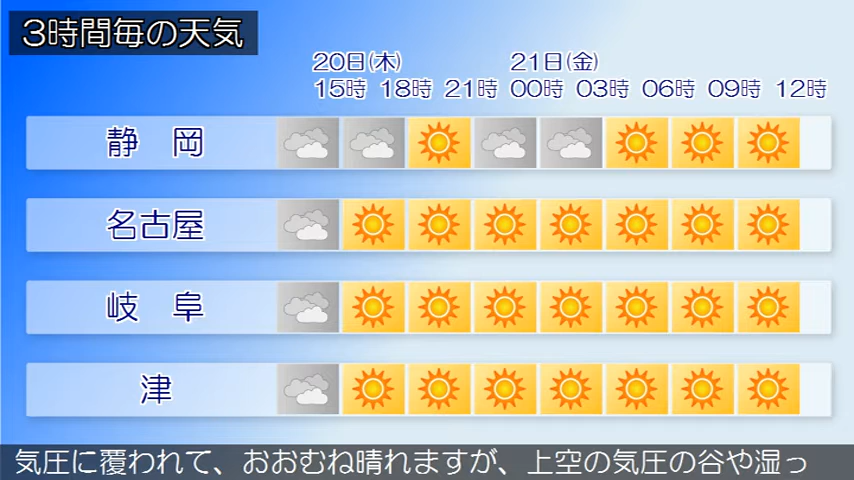 3時間毎の天気
20日(木) 21日(金)
15時 18時 21時 00時 03時 06時 09時 12時
静　岡
名古屋
岐　阜
津
気圧に覆われて、おおむね晴れますが、上空の気圧の谷や湿っ